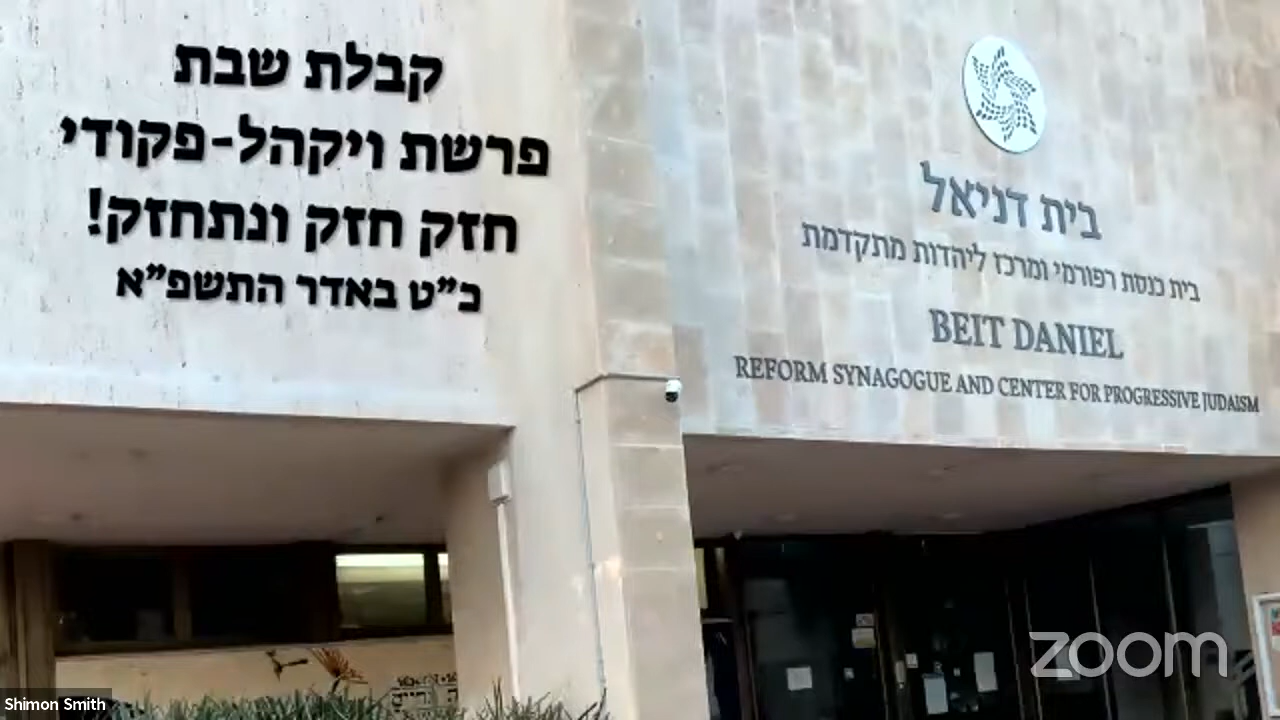 קבלת שבת
פרשת ויקהל-פקודי
חזק חזק ונתחזק!
כ״ט באדר התשפ״א
בית דניאל
בית כנסת רפורמי ומרכז ליהדות מתקדמת
BEIT DANIEL
REFORM SYNAGOGUE AND CENTER FOR PROGRESSIVE JUDAISM
zoom
Shimon Smith